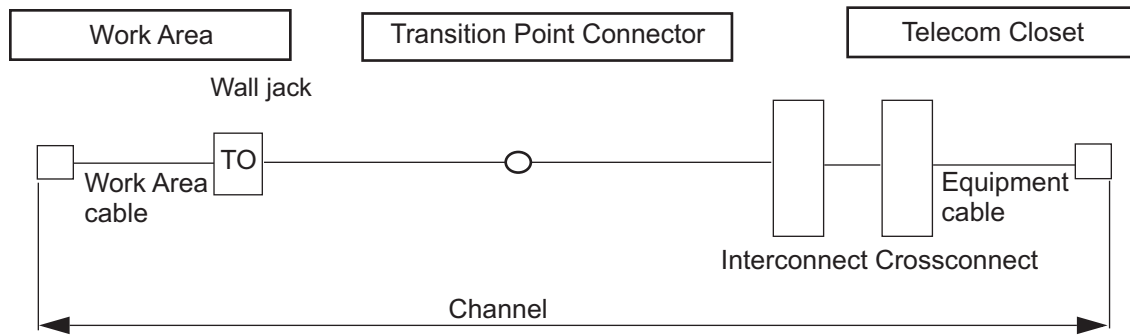 Work Area
Transition Point Connector
Telecom Closet
Wall jack
TO
Work Area
cable
Equipment
cable
Interconnect Crossconnect
Channel